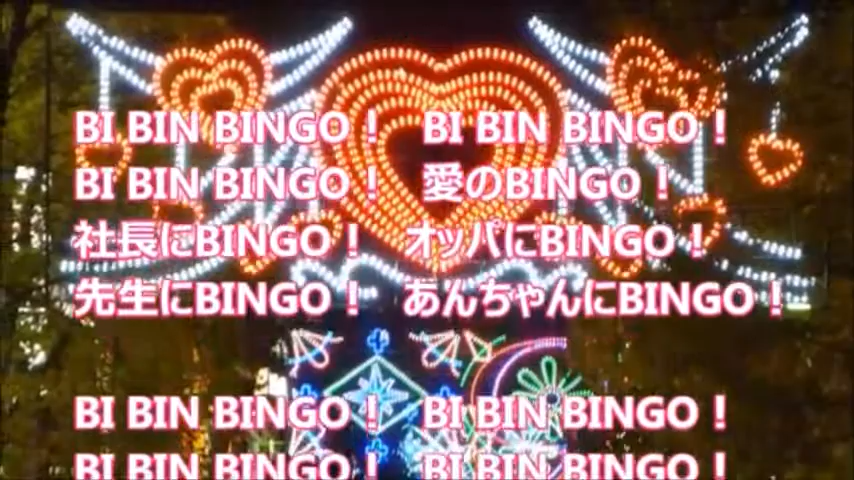 BI BIN BINGO！　BI BIN BINGO！
BI BIN BINGO！　愛のBINGO！
社長にBINGO！　オッパにBINGO！
先生にBINGO！　あんちゃんにBINGO！
BI BIN BINGO！　BI BIN BINGO！
BI BIN BINGO！　BI BIN BINGO！